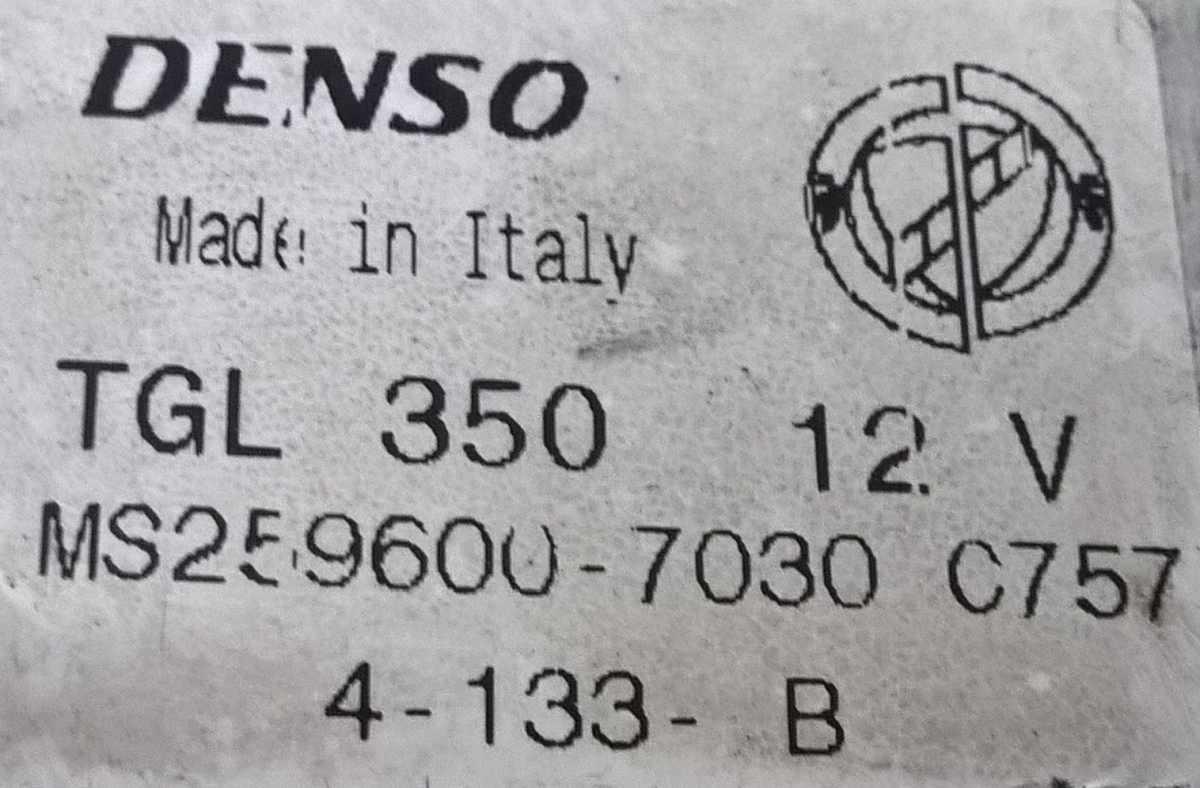 DENSO
Made in Italy
TGL 350 12 V
MS259600-7030 C757
4-133- B